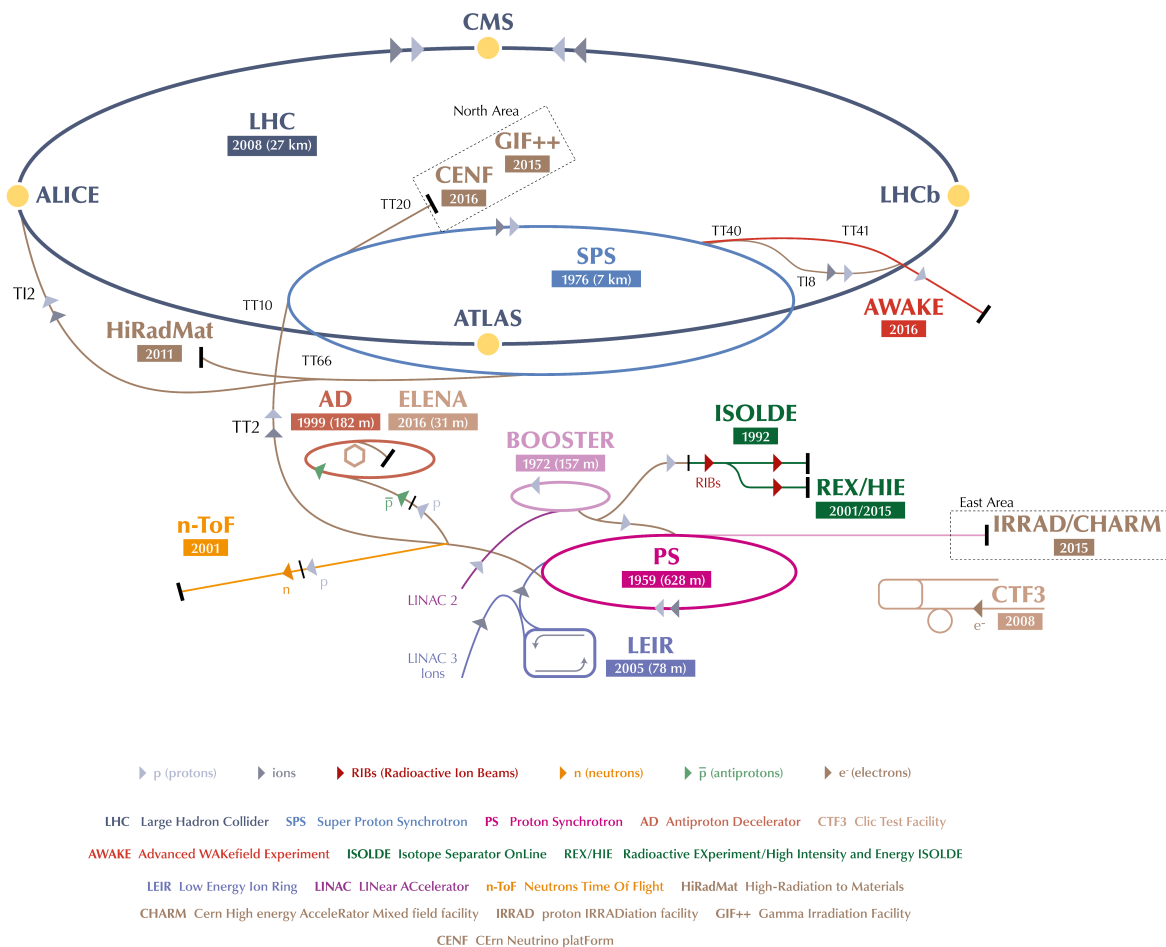 CMS
North Area
LHC
2008 (27 km)
GIF++
2015
CENF
2016
ALICE
LHCb
TT20
TT40
TT41
SPS
1976 (7 km)
TI8
TI2
TT10
AWAKE
2016
ATLAS
HiRadMat
2011
TT66
AD
1999 (182 m)
ELENA
2016 (31 m)
TT2
ISOLDE
1992
BOOSTER
1972 (157 m)
RIBs
REX/HIE
2001/2015
p̅
p
East Area
n-ToF
2001
IRRAD/CHARM
2015
PS
1959 (628 m)
n
p
LINAC 2
CTF3
2008
e-
LEIR
2005 (78 m)
LINAC 3
Ions
p (protons) ions RIBs (Radioactive Ion Beams) n (neutrons) p̅ (antiprotons) e- (electrons)
LHC Large Hadron Collider SPS Super Proton Synchrotron PS Proton Synchrotron AD Antiproton Decelerator CTF3 Clic Test Facility
AWAKE Advanced WAKefield Experiment ISOLDE Isotope Separator OnLine REX/HIE Radioactive EXperiment/High Intensity and Energy ISOLDE
LEIR Low Energy Ion Ring LINAC LINear ACcelerator n-ToF Neutrons Time Of Flight HiRadMat High-Radiation to Materials
CHARM Cern High energy AcceleRator Mixed field facility IRRAD proton IRRADiation facility GIF++ Gamma Irradiation Facility
CENF CErn Neutrino platForm